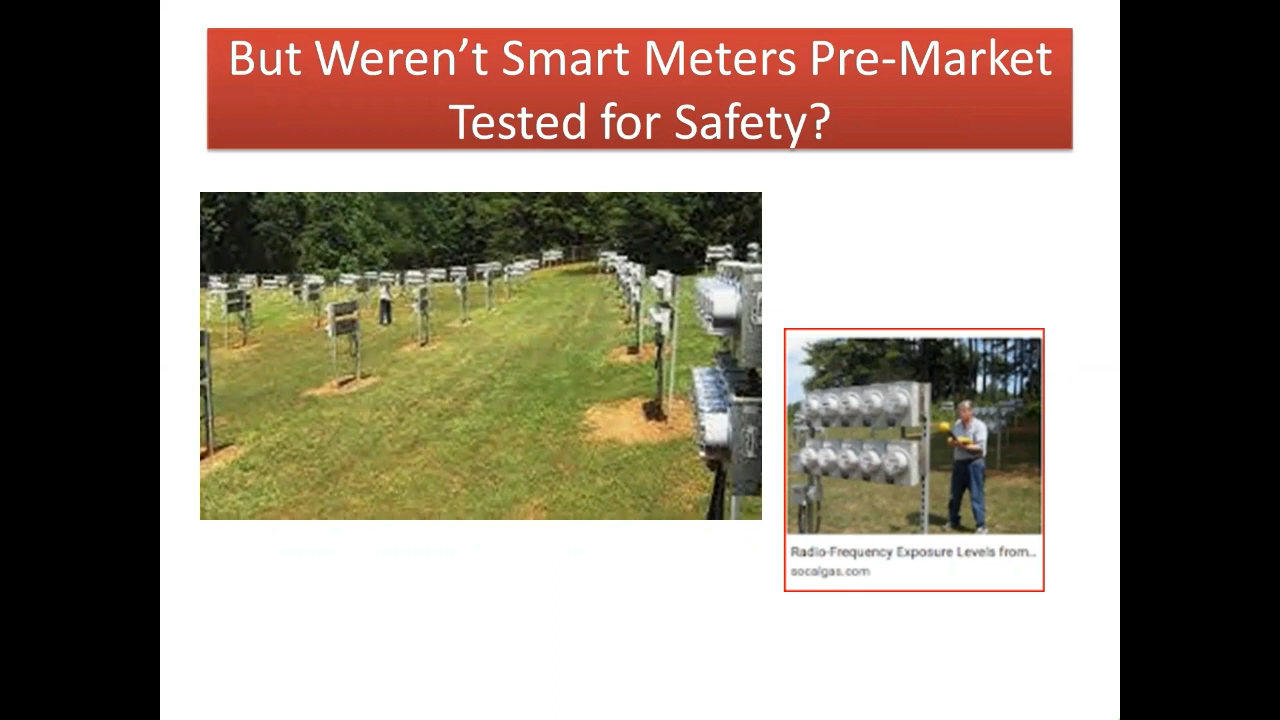 But Weren’t Smart Meters Pre-Market
Tested for Safety?
Radio-Frequency Exposure Levels from...
socalgas.com